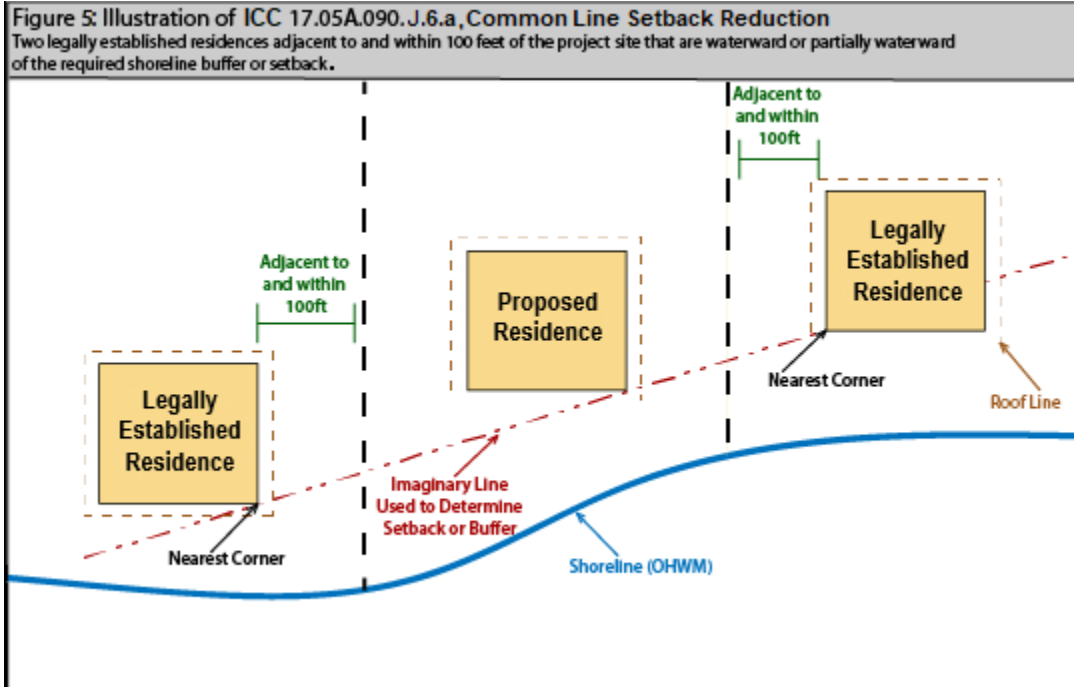 Figure 5: Illustration of ICC 17.05A.090.J.6.a, Common Line Setback Reduction
Two legally established residences adjacent to and within 100 feet of the project site that are waterward or partially waterward
of the required shoreline buffer or setback.
Adjacent to
and within
100ft
Legally
Established
Residence
Adjacent to
and within
100ft
Proposed
Residence
Nearest Corner
Roof Line
Legally
Established
Residence
Imaginary Line
Used to Determine
Setback or Buffer
Nearest Corner
Shoreline (OHWM)